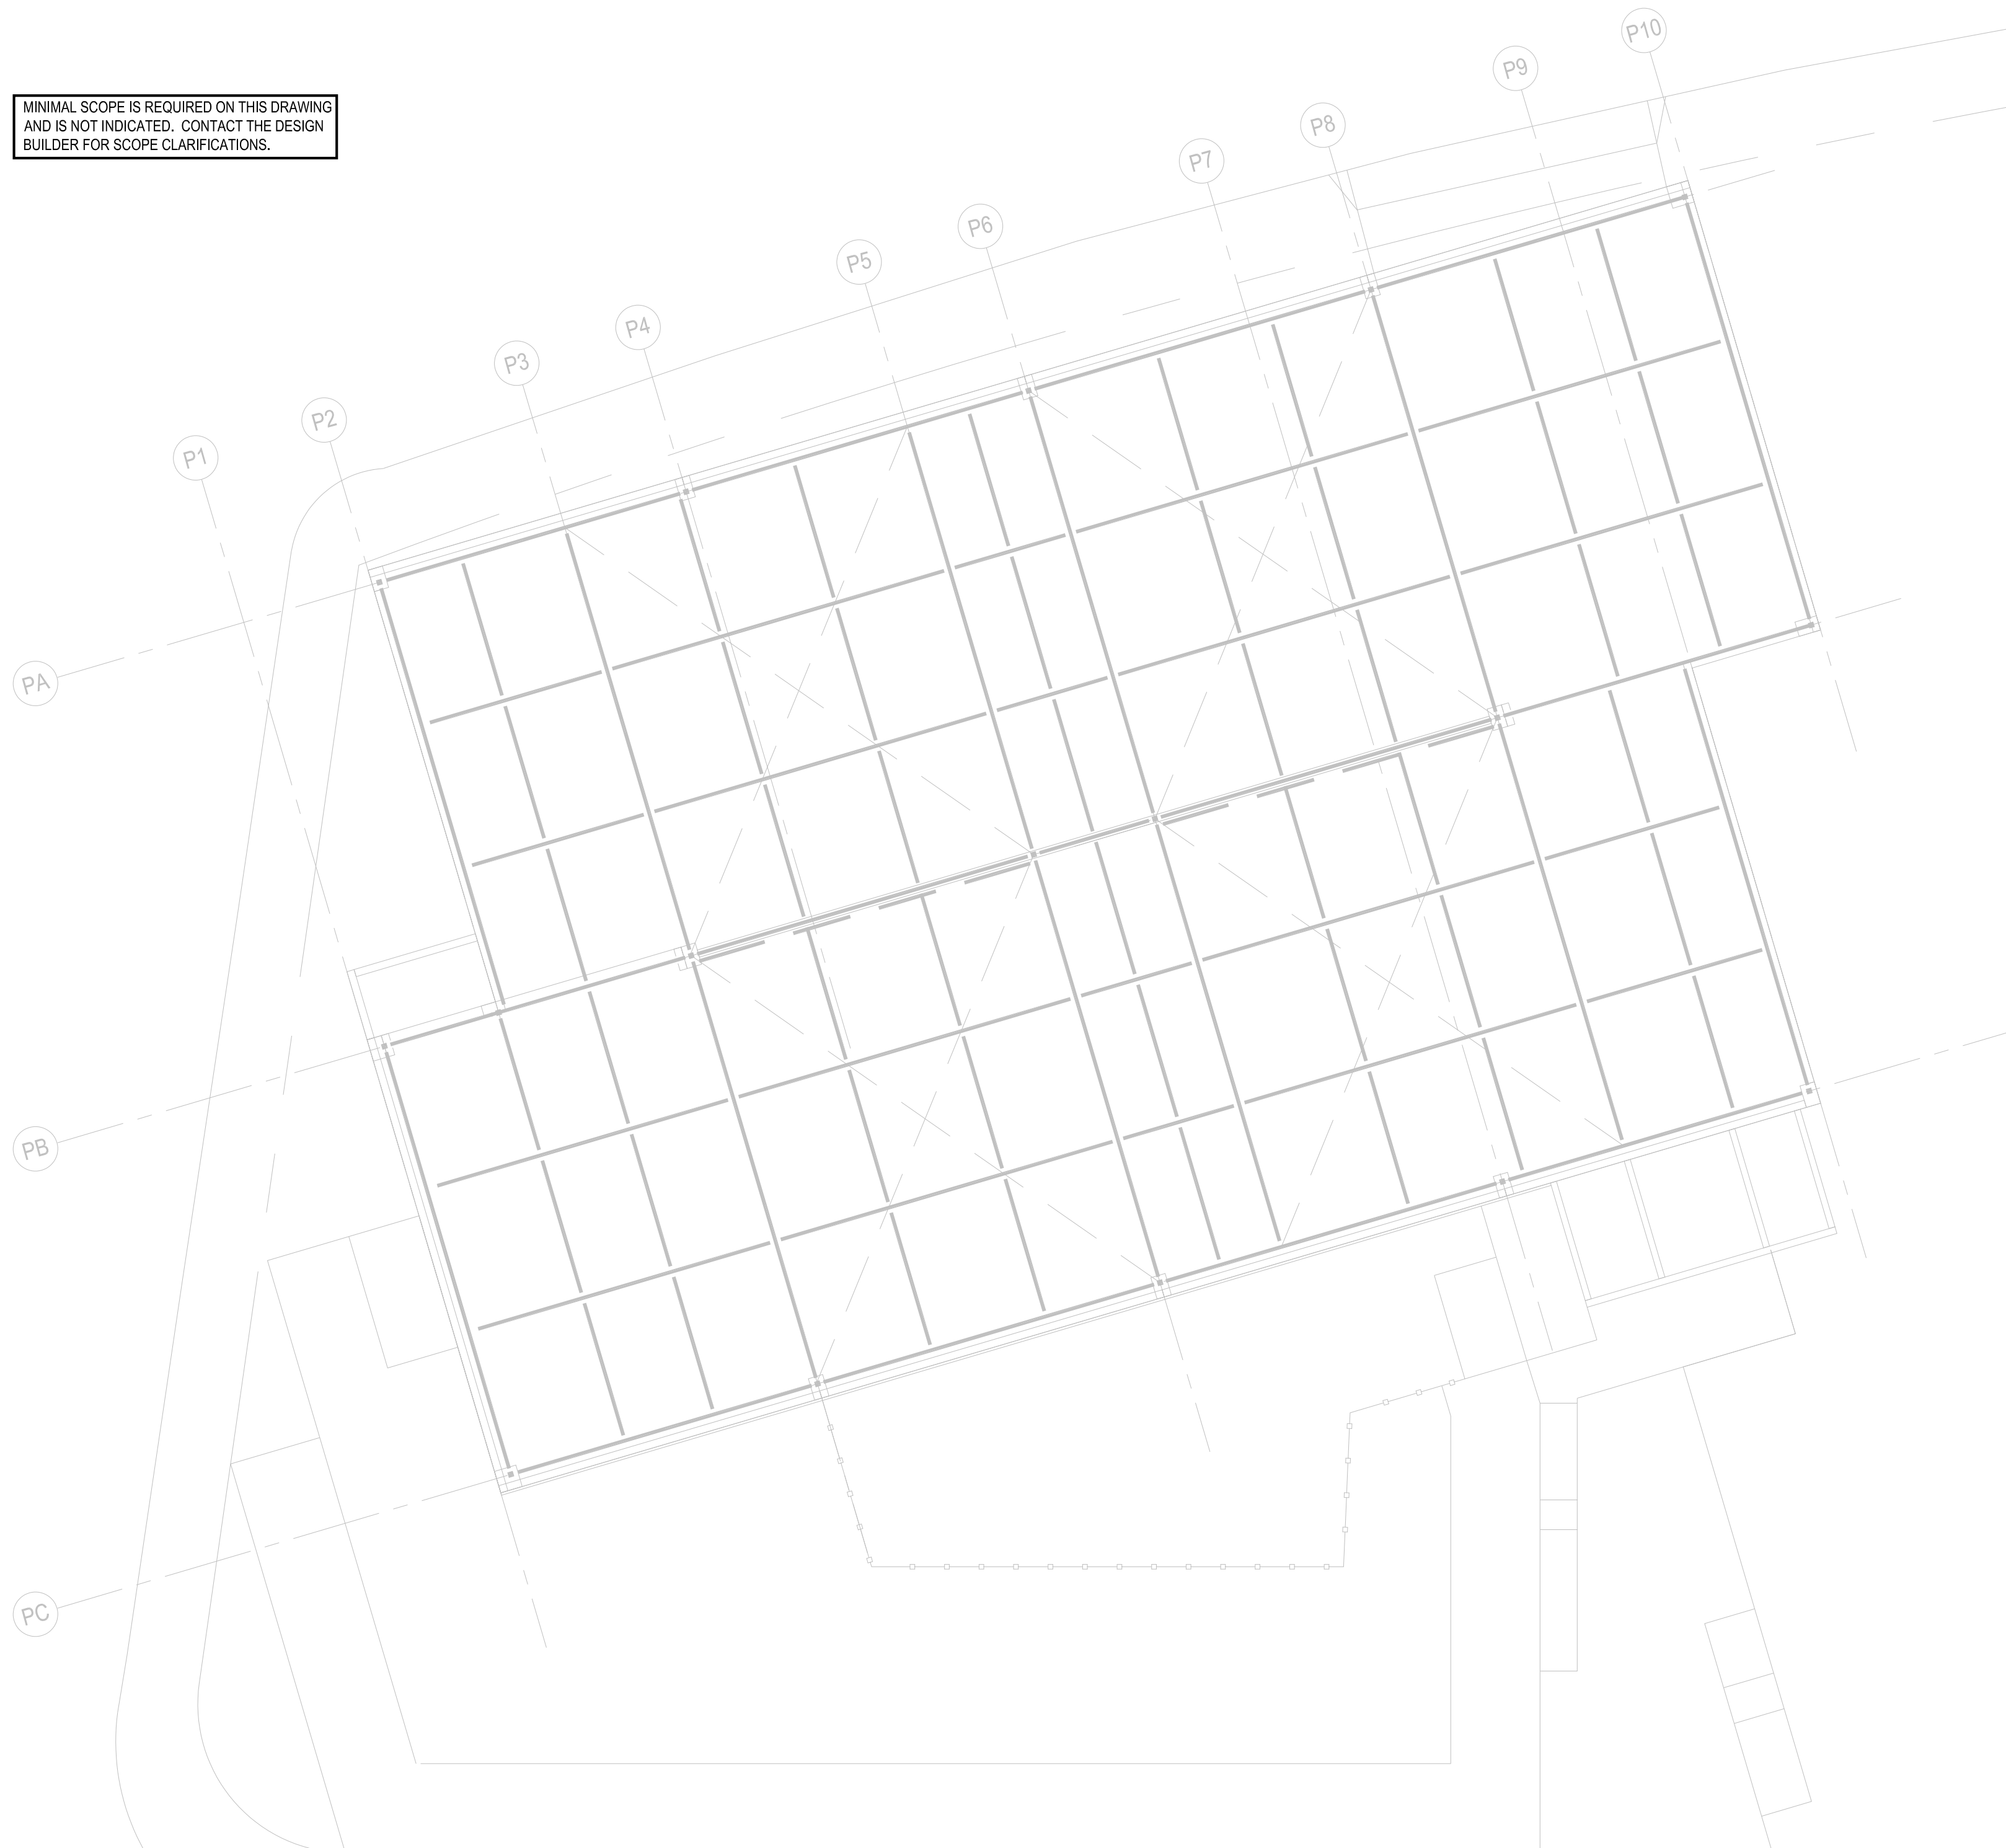 P10
P9
P8
MINIMAL SCOPE IS REQUIRED ON THIS DRAWING
AND IS NOT INDICATED. CONTACT THE DESIGN
BUILDER FOR SCOPE CLARIFICATIONS.
P7
P6
P5
P4
P3
P2
P1
PA
PB
PC